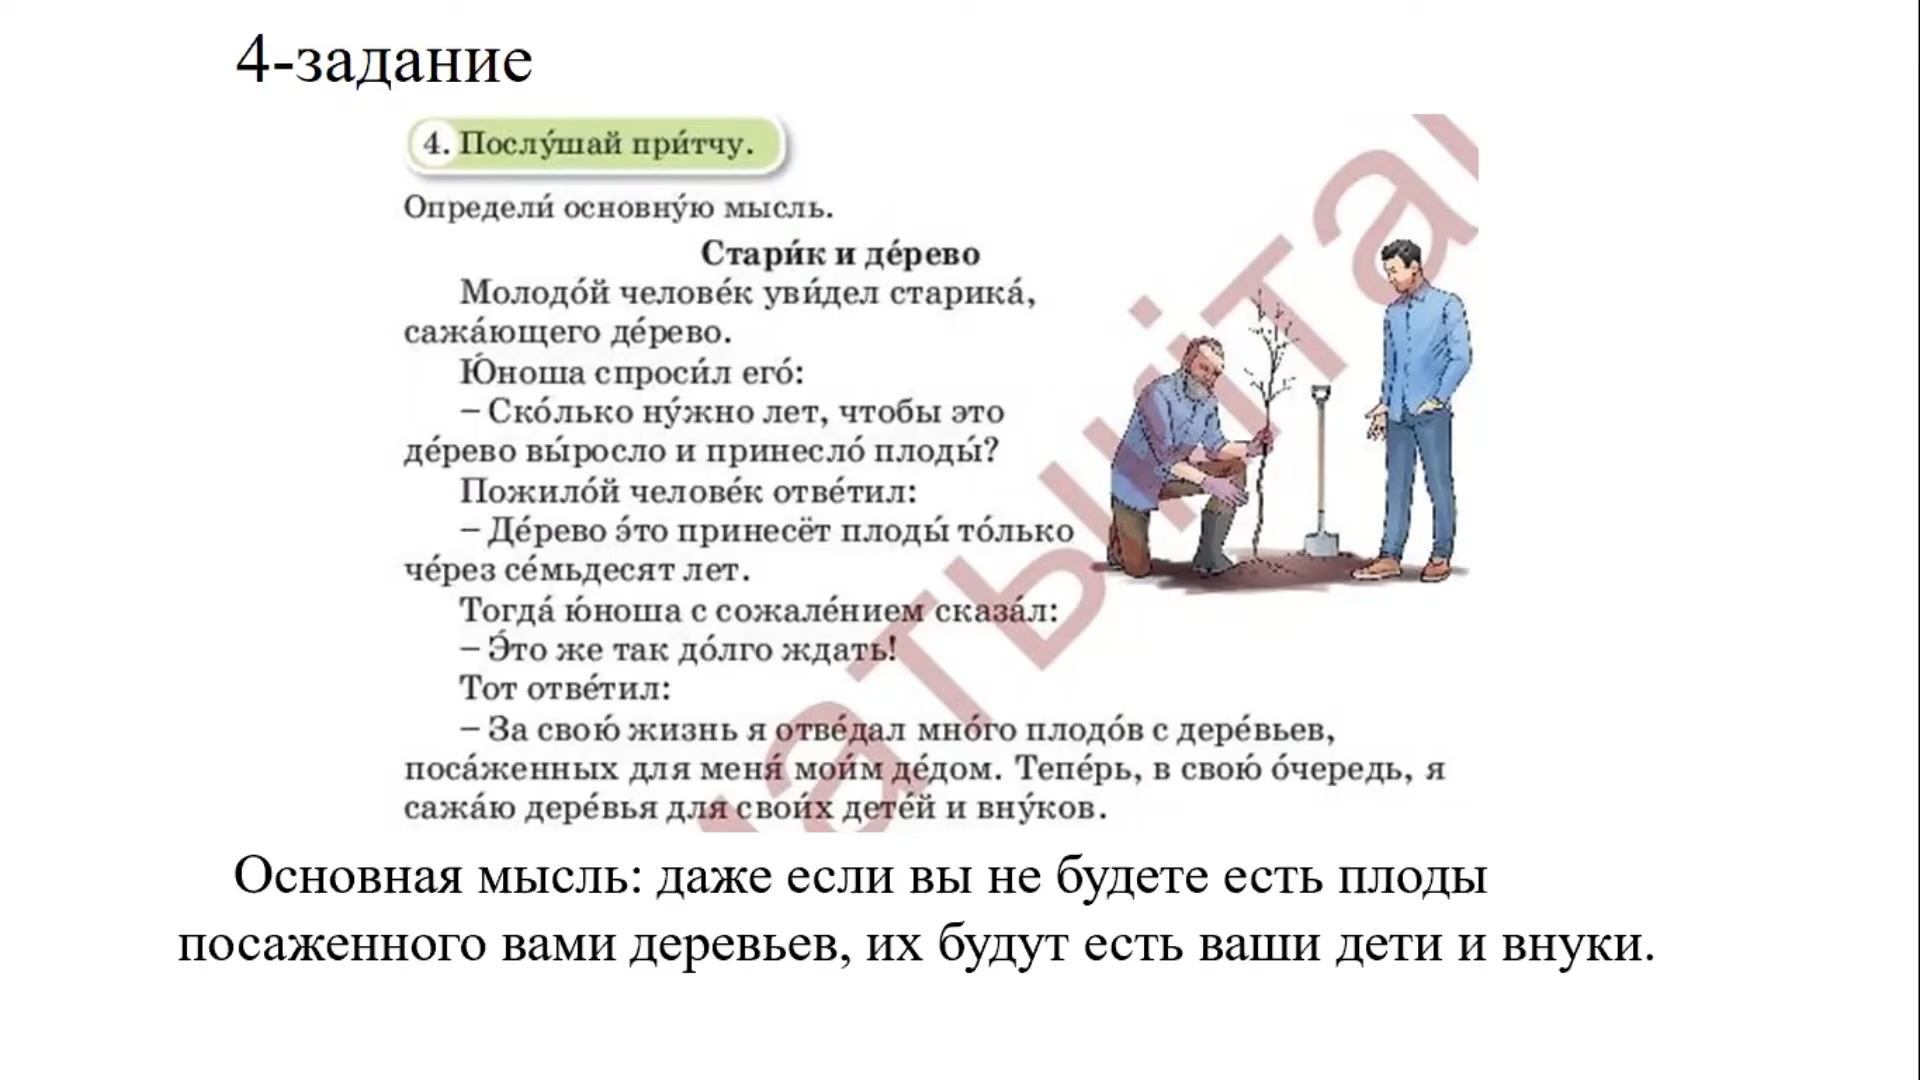 4-задание
4. Послу́шай при́тчу.
Определи́ основну́ю мысль.
Стари́к и де́рево
Молодо́й челове́к уви́дел старика́,
сажа́ющего де́рево.
Ю́ноша спроси́л его́:
– Ско́лько ну́жно лет, чтобы это
де́рево вы́росло и принесло́ плоды́?
Пожило́й челове́к отве́тил:
– Де́рево э́то принесёт плоды́ то́лько
че́рез се́мьдесят лет.
Тогда́ ю́ноша с сожале́нием сказа́л:
– Э́то же так до́лго ждать!
Тот отве́тил:
– За свою́ жизнь я отве́дал мно́го плодо́в с дере́вьев,
поса́женных для меня́ мои́м де́дом. Тепе́рь, в свою́ о́чередь, я
сажа́ю дере́вья для свои́х дете́й и вну́ков.
Основная мысль: даже если вы не будете есть плоды
посаженного вами деревьев, их будут есть ваши дети и внуки.